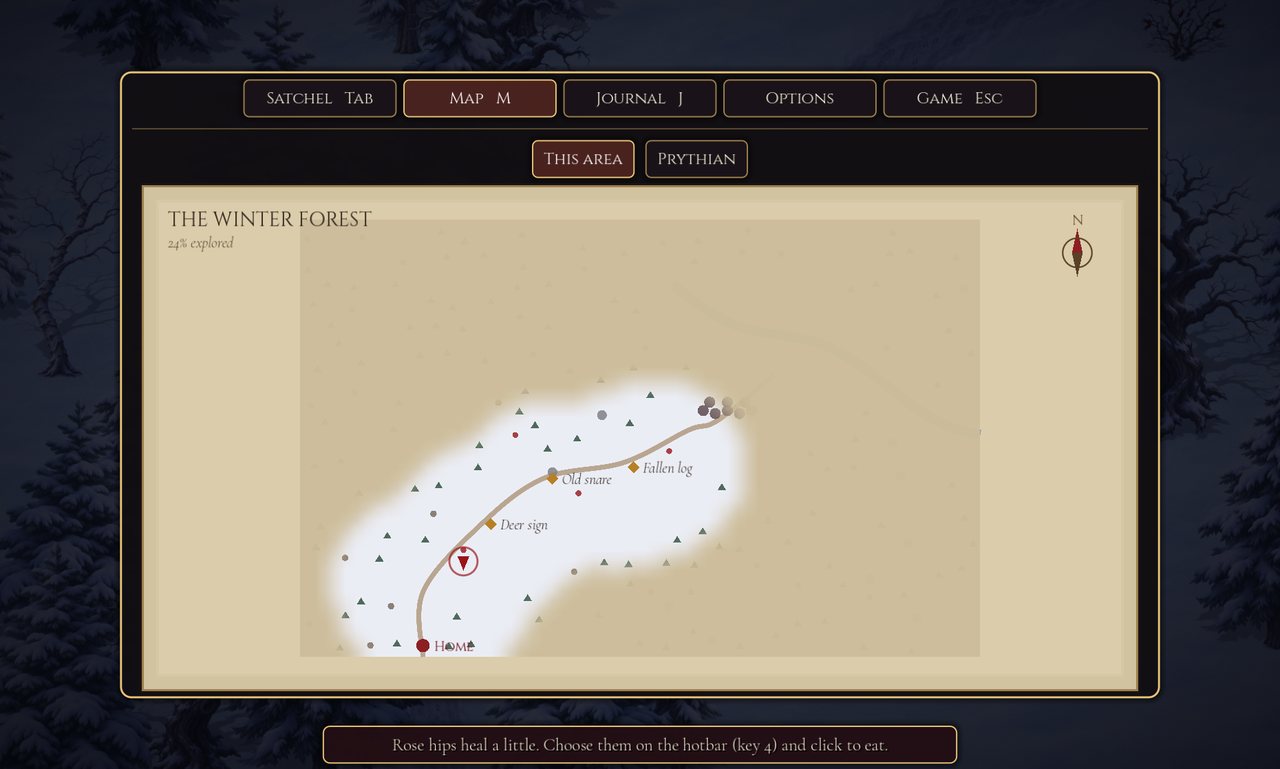 Satchel Tab
Map M
Journal J
Options
Game Esc
This area
Prythian
The Winter Forest
24% explored
N
Fallen log
Old snare
Deer sign
Home
Rose hips heal a little. Choose them on the hotbar (key 4) and click to eat.